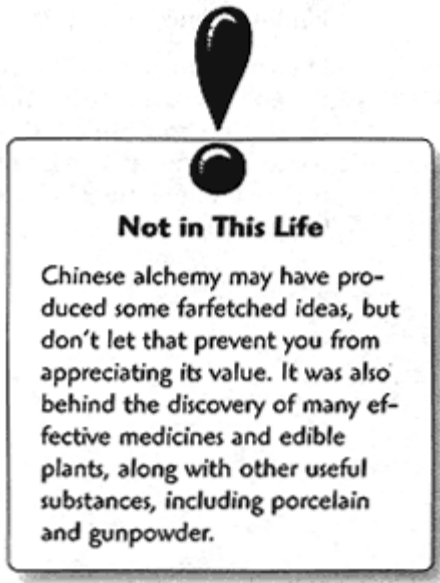 Not in This Life
Chinese alchemy may have pro-
duced some farfetched ideas, but
don't let that prevent you from
appreciating its value. It was also
behind the discovery of many ef-
fective medicines and edible
plants, along with other useful
substances, including porcelain
and gunpowder.